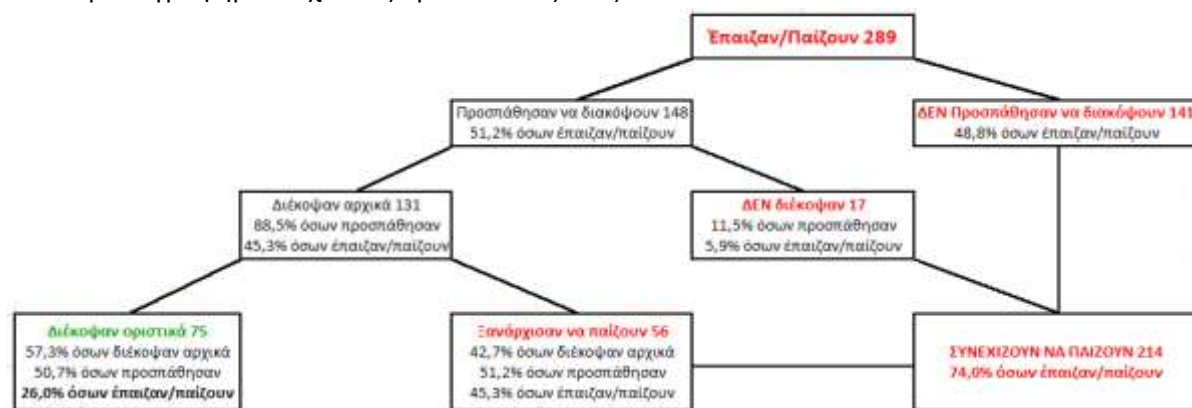 Έπαιζαν/Παίζουν 289
Προσπάθησαν να διακόψουν 148
51,2% όσων έπαιζαν/παίζουν
ΔΕΝ Προσπάθησαν να διακόψουν 141
48,8% όσων έπαιζαν/παίζουν
Διέκοψαν αρχικά 131
88,5% όσων προσπάθησαν
45,3% όσων έπαιζαν/παίζουν
ΔΕΝ διέκοψαν 17
11,5% όσων προσπάθησαν
5,9% όσων έπαιζαν/παίζουν
Διέκοψαν οριστικά 75
57,3% όσων διέκοψαν αρχικά
50,7% όσων προσπάθησαν
26,0% όσων έπαιζαν/παίζουν
Ξανάρχισαν να παίζουν 56
42,7% όσων διέκοψαν αρχικά
51,2% όσων προσπάθησαν
45,3% όσων έπαιζαν/παίζουν
ΣΥΝΕΧΙΖΟΥΝ ΝΑ ΠΑΙΖΟΥΝ 214
74,0% όσων έπαιζαν/παίζουν